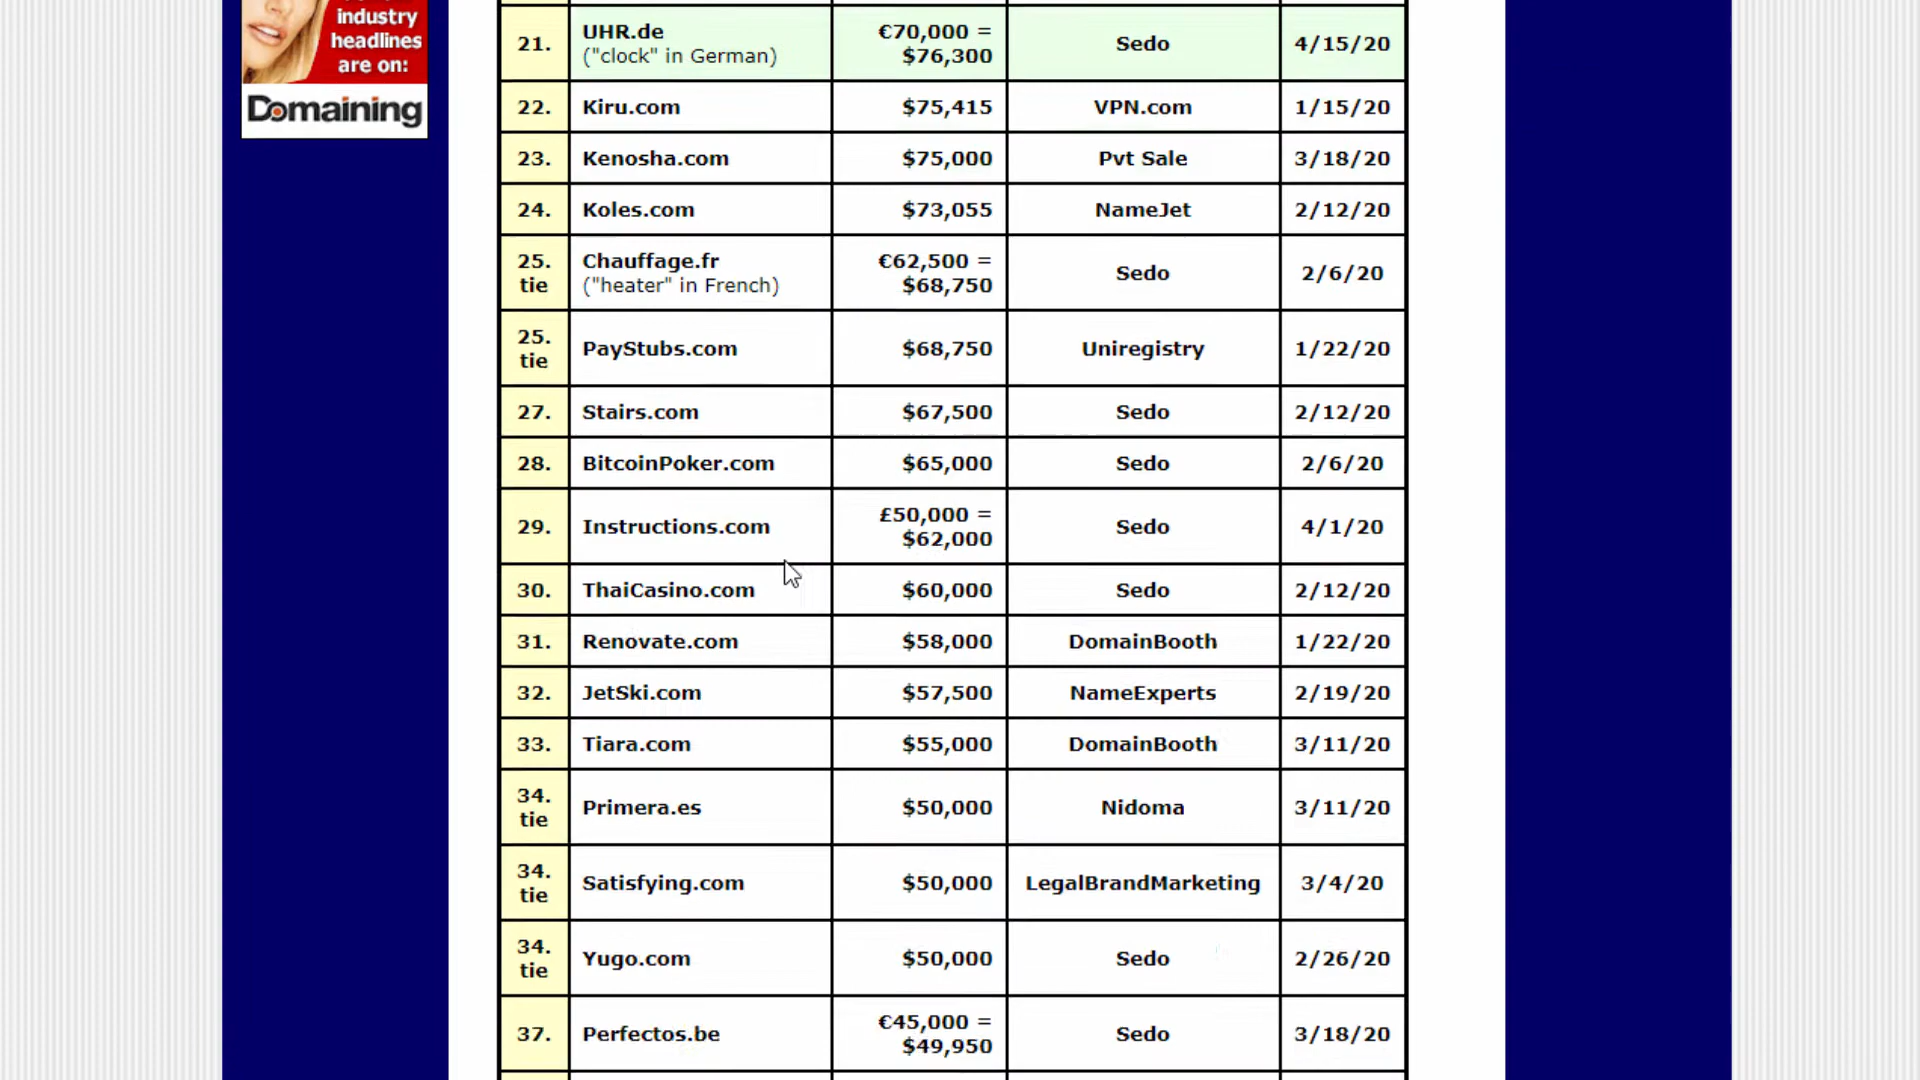 industry
headlines
are on:
Domaining
21. UHR.de €70,000 = Sedo 4/15/20
("clock" in German) $76,300
22. Kiru.com $75,415 VPN.com 1/15/20
23. Kenosha.com $75,000 Pvt Sale 3/18/20
24. Koles.com $73,055 NameJet 2/12/20
25. Chauffage.fr €62,500 = Sedo 2/6/20
tie ("heater" in French) $68,750
25. PayStubs.com $68,750 Uniregistry 1/22/20
tie
27. Stairs.com $67,500 Sedo 2/12/20
28. BitcoinPoker.com $65,000 Sedo 2/6/20
29. Instructions.com £50,000 = Sedo 4/1/20
$62,000
30. ThaiCasino.com $60,000 Sedo 2/12/20
31. Renovate.com $58,000 DomainBooth 1/22/20
32. JetSki.com $57,500 NameExperts 2/19/20
33. Tiara.com $55,000 DomainBooth 3/11/20
34. Primera.es $50,000 Nidoma 3/11/20
tie
34. Satisfying.com $50,000 LegalBrandMarketing 3/4/20
tie
34. Yugo.com $50,000 Sedo 2/26/20
tie
37. Perfectos.be €45,000 = Sedo 3/18/20
$49,950